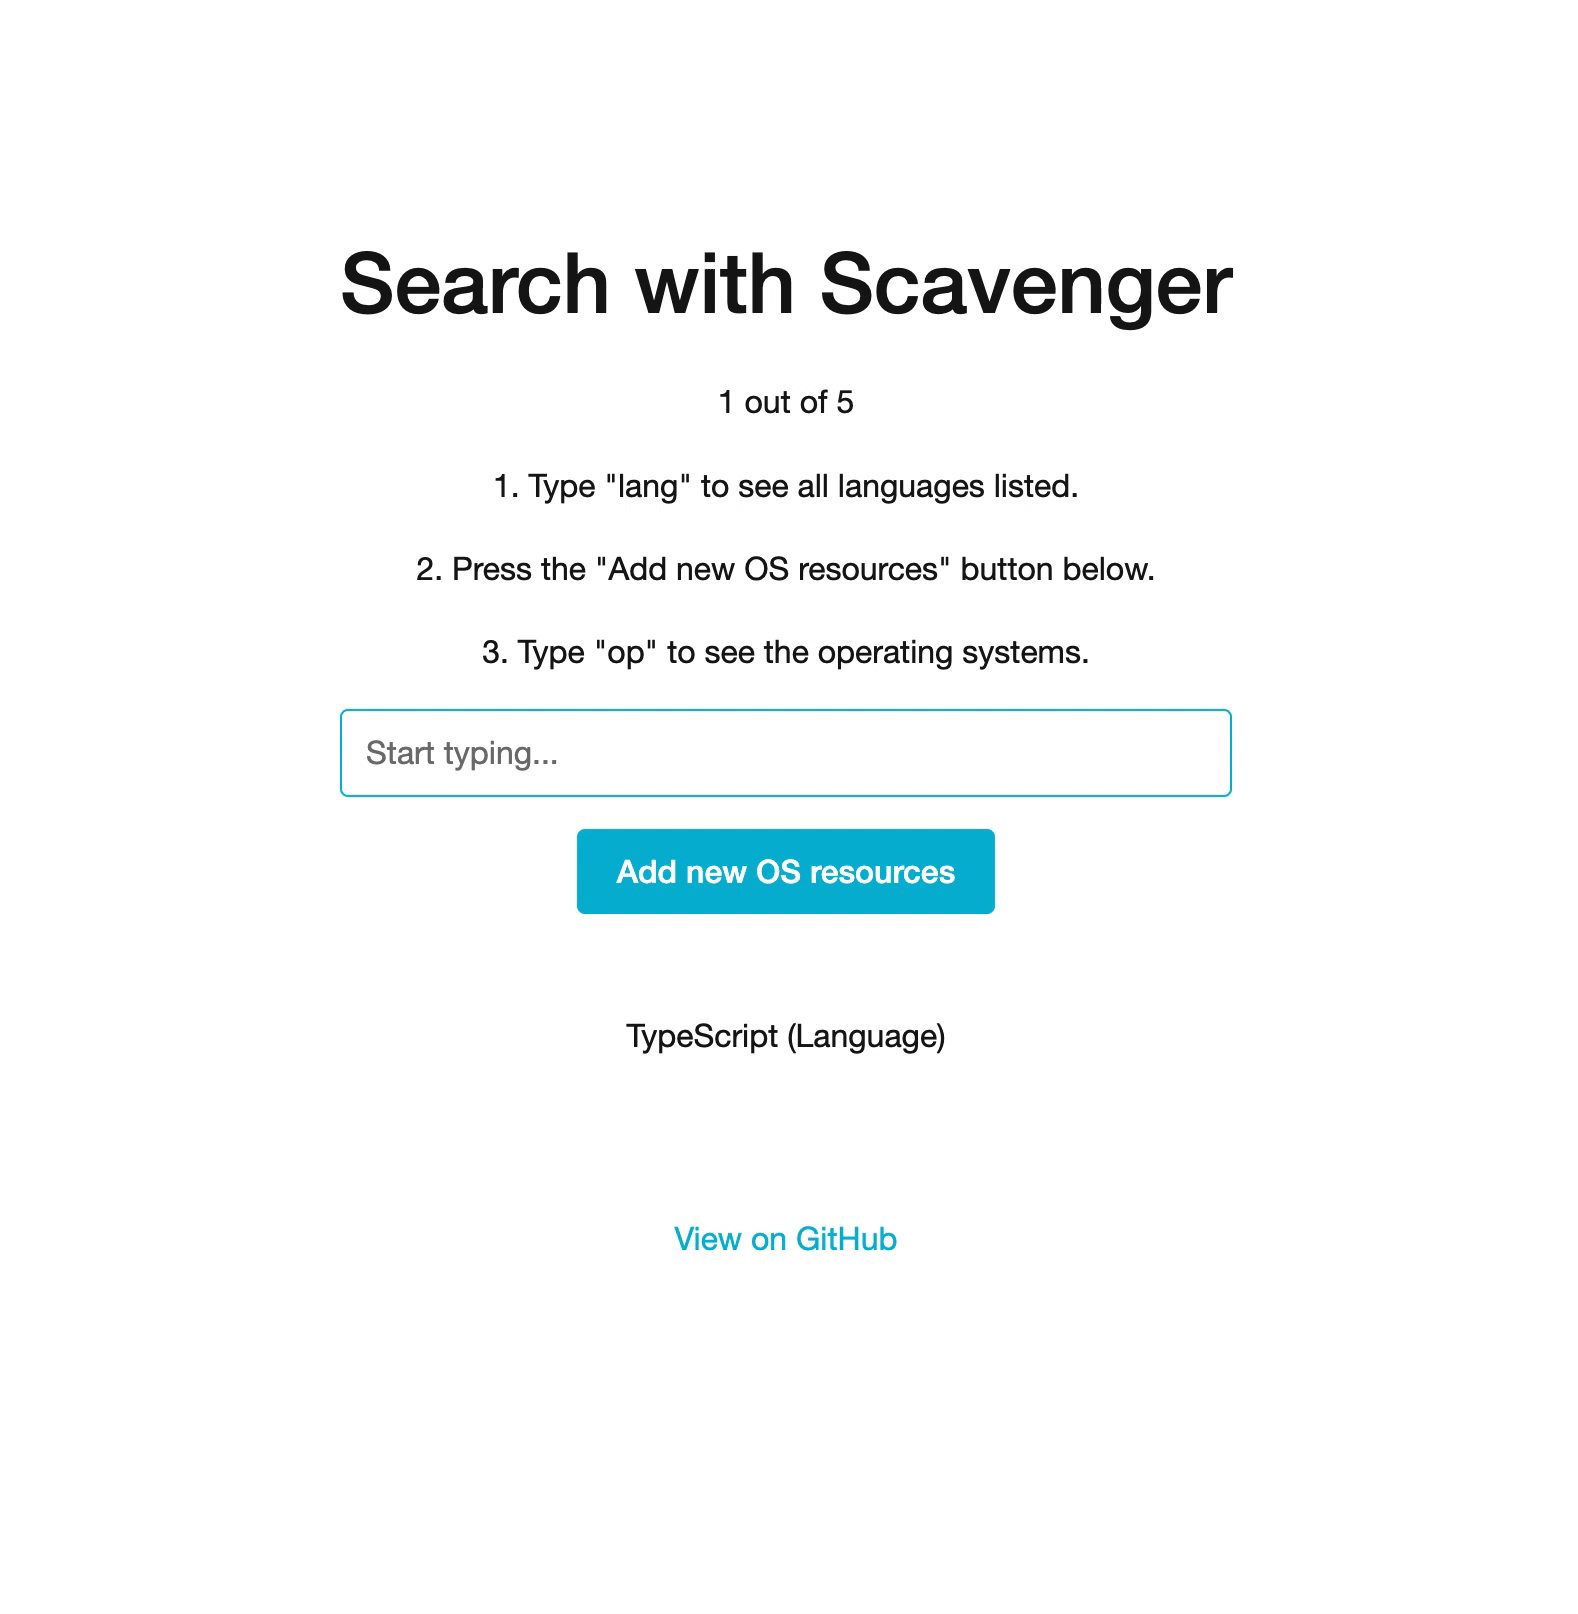 Search with Scavenger
1 out of 5
1. Type "lang" to see all languages listed.
2. Press the "Add new OS resources" button below.
3. Type "op" to see the operating systems.
Start typing...
Add new OS resources
TypeScript (Language)
View on GitHub